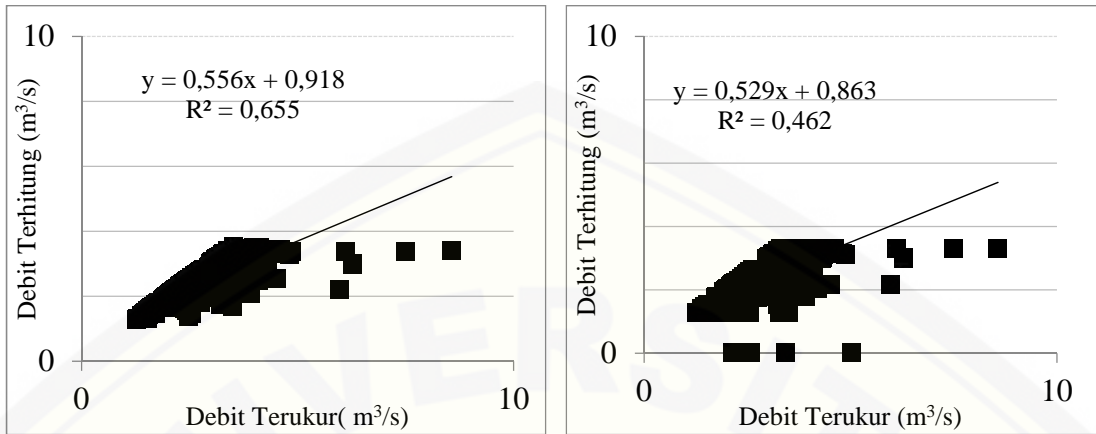 10
y = 0,556x + 0,918
R² = 0,655
Debit Terhitung (m³/s)
0
0
10
Debit Terukur( m³/s)
10
y = 0,529x + 0,863
R² = 0,462
Debit Terhitung (m³/s)
0
0
10
Debit Terukur (m³/s)
UNIVERSIT